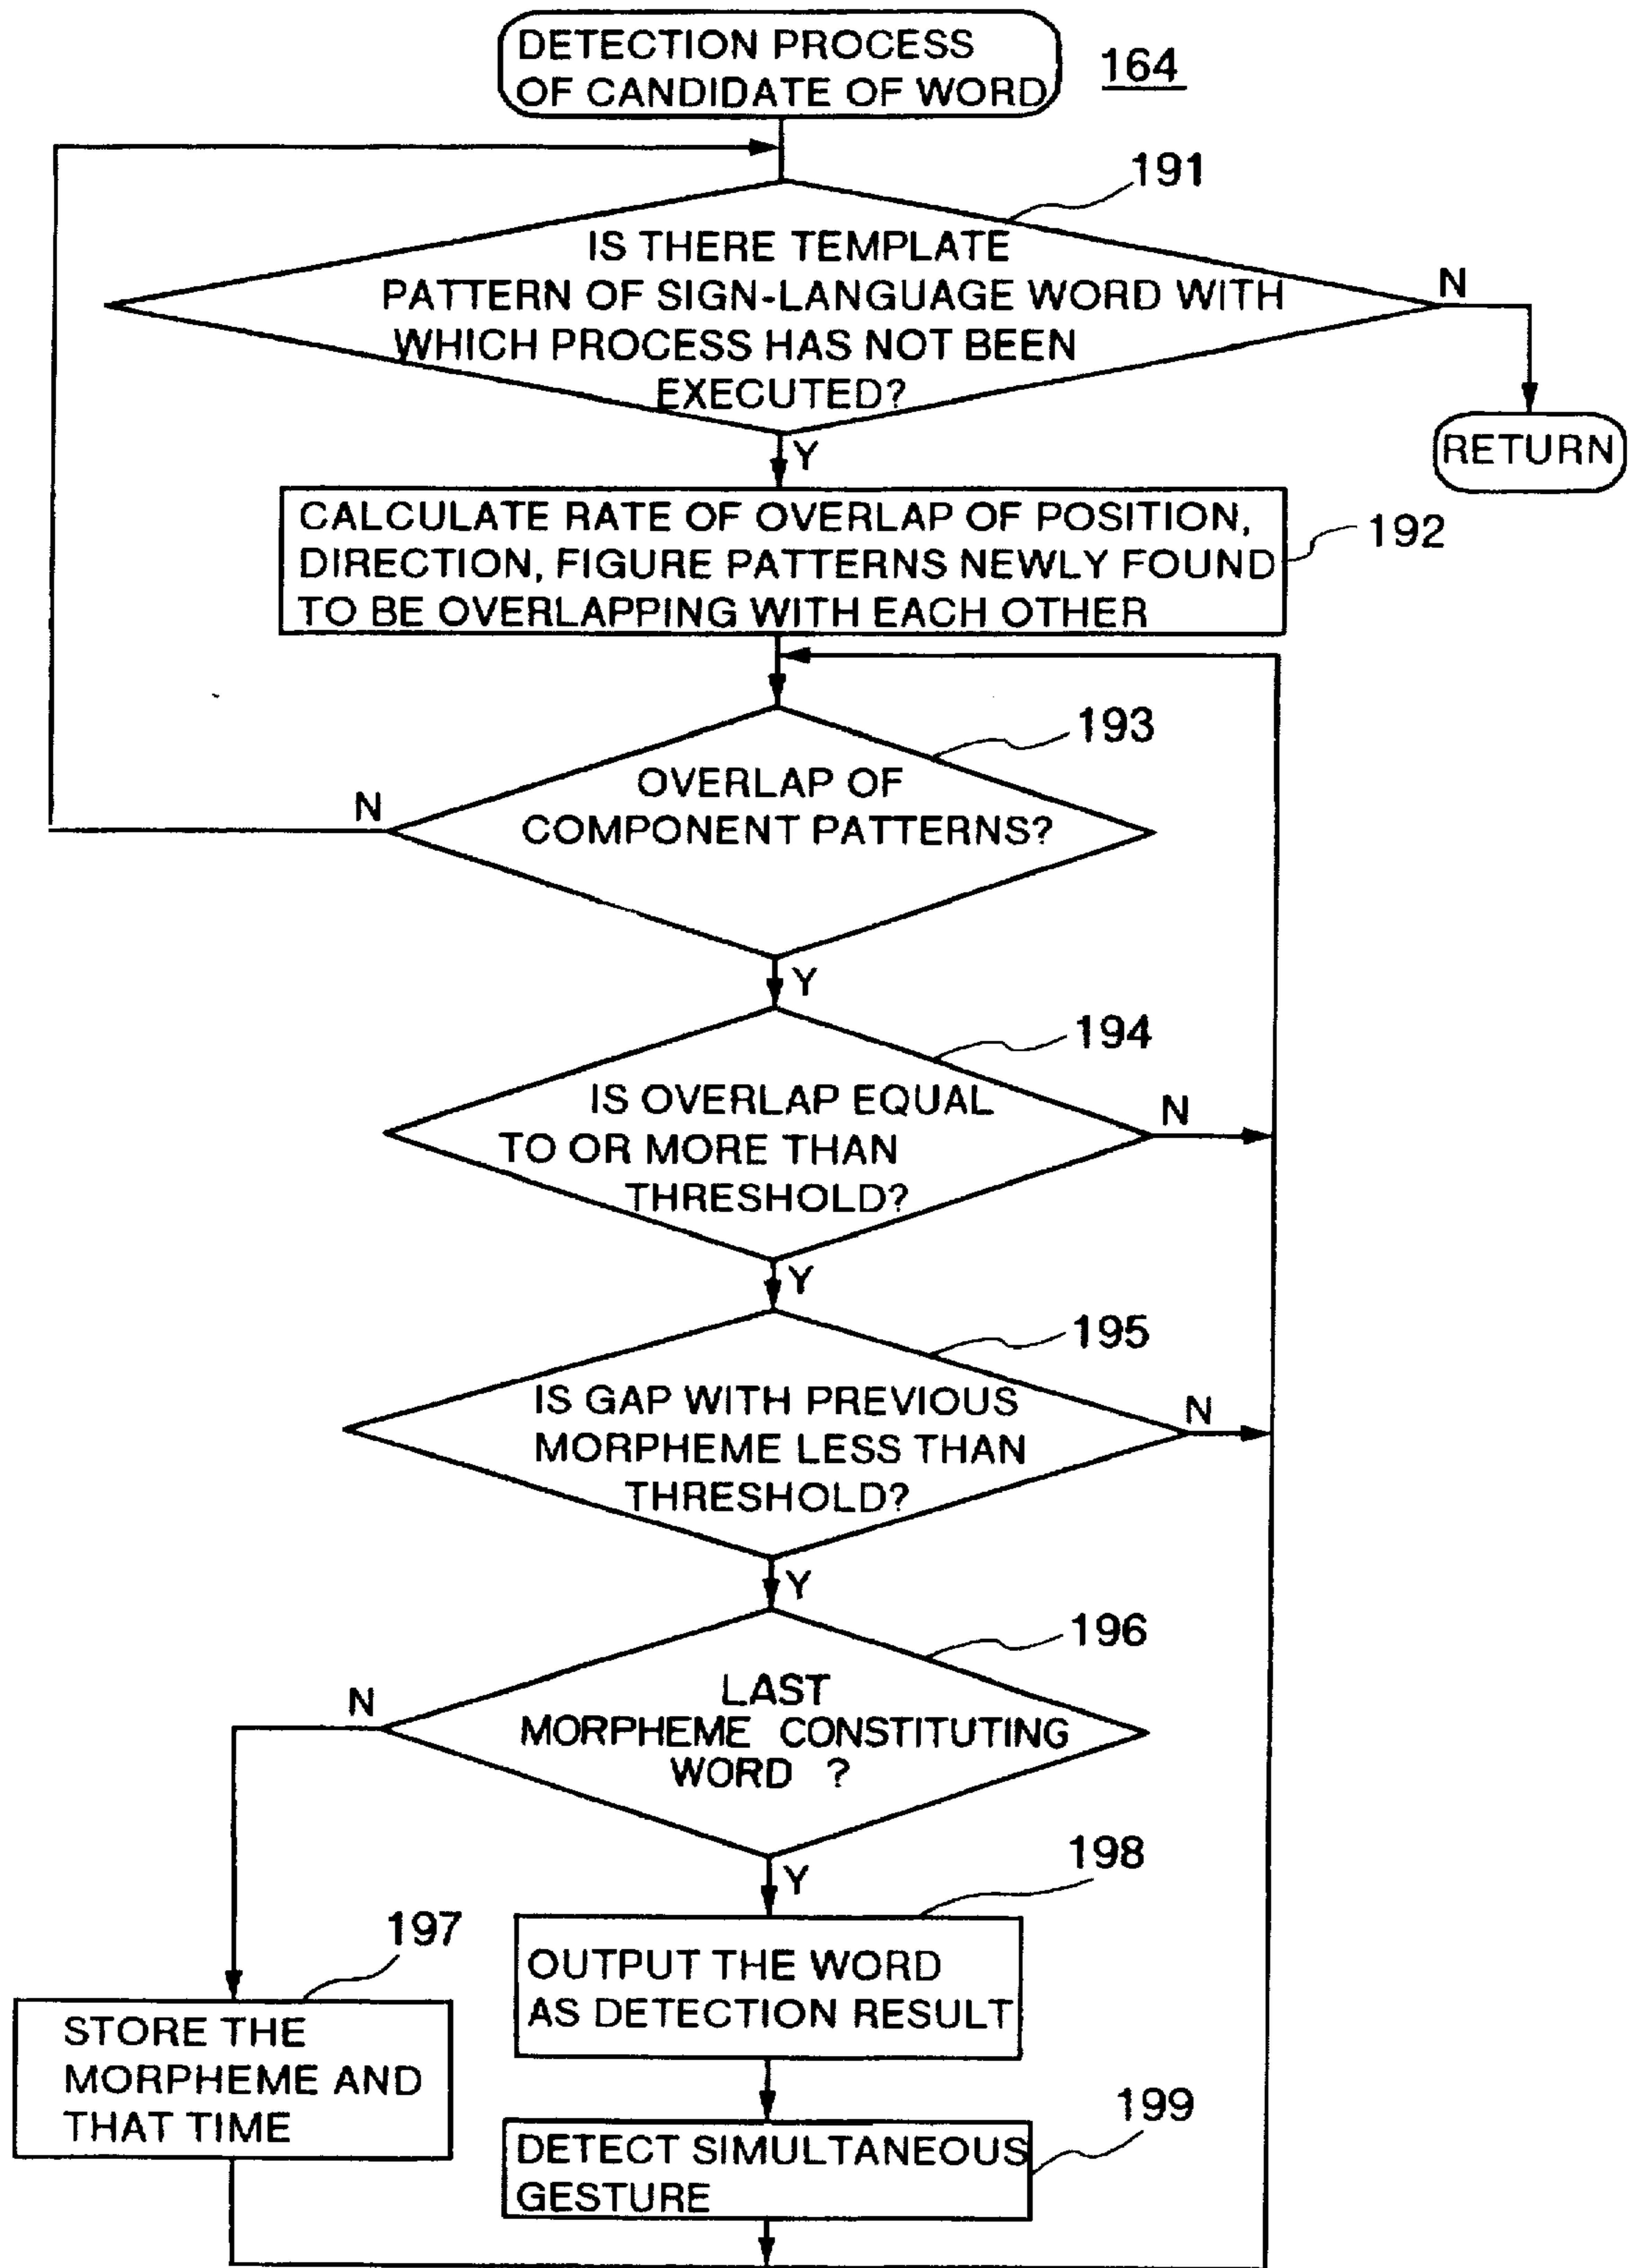 DETECTION PROCESS
OF CANDIDATE OF WORD
164
191
IS THERE TEMPLATE
PATTERN OF SIGN-LANGUAGE WORD WITH
WHICH PROCESS HAS NOT BEEN
EXECUTED?
N
RETURN
Y
CALCULATE RATE OF OVERLAP OF POSITION,
DIRECTION, FIGURE PATTERNS NEWLY FOUND
TO BE OVERLAPPING WITH EACH OTHER
192
193
OVERLAP OF
COMPONENT PATTERNS?
N
Y
194
IS OVERLAP EQUAL
TO OR MORE THAN
THRESHOLD?
N
Y
195
IS GAP WITH PREVIOUS
MORPHEME LESS THAN
THRESHOLD?
N
Y
196
LAST
MORPHEME CONSTITUTING
WORD ?
N
Y
198
OUTPUT THE WORD
AS DETECTION RESULT
197
STORE THE
MORPHEME AND
THAT TIME
199
DETECT SIMULTANEOUS
GESTURE